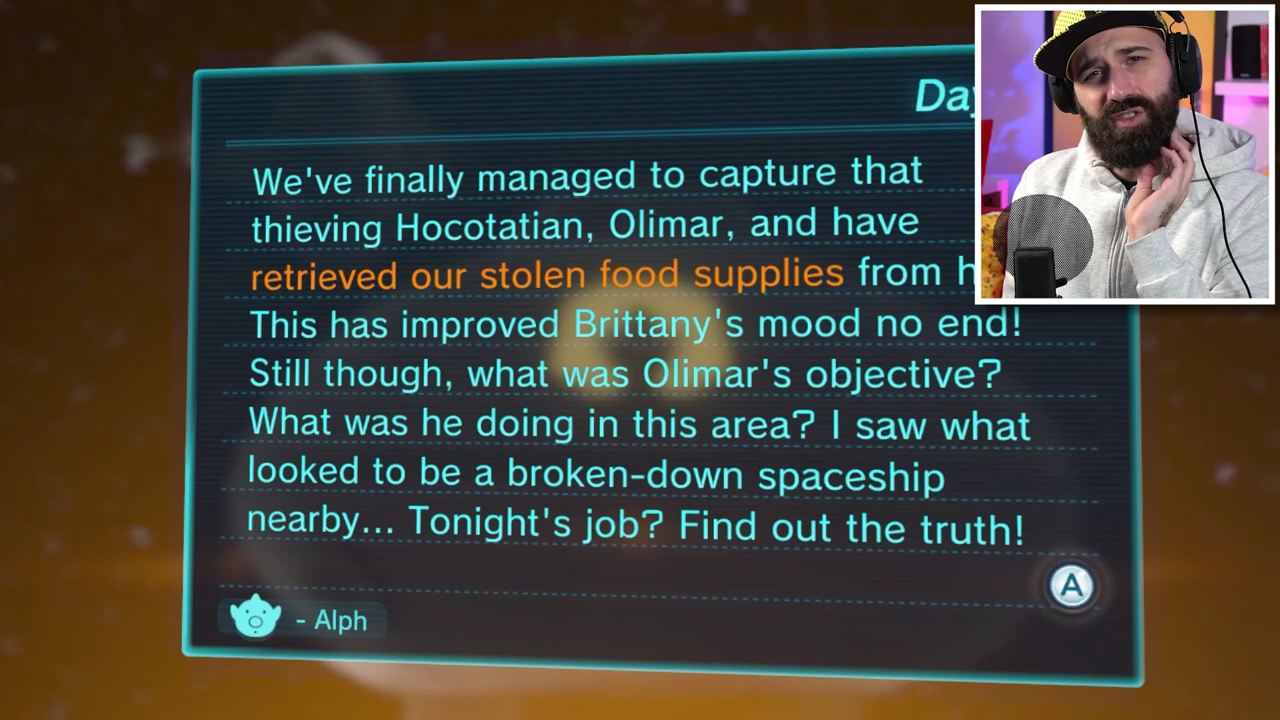 Day
We've finally managed to capture that
thieving Hocotatian, Olimar, and have
retrieved our stolen food supplies from
This has improved Brittany's mood no end!
Still though, what was Olimar's objective?
What was he doing in this area? I saw what
looked to be a broken-down spaceship
nearby... Tonight's job? Find out the truth!
A
- Alph